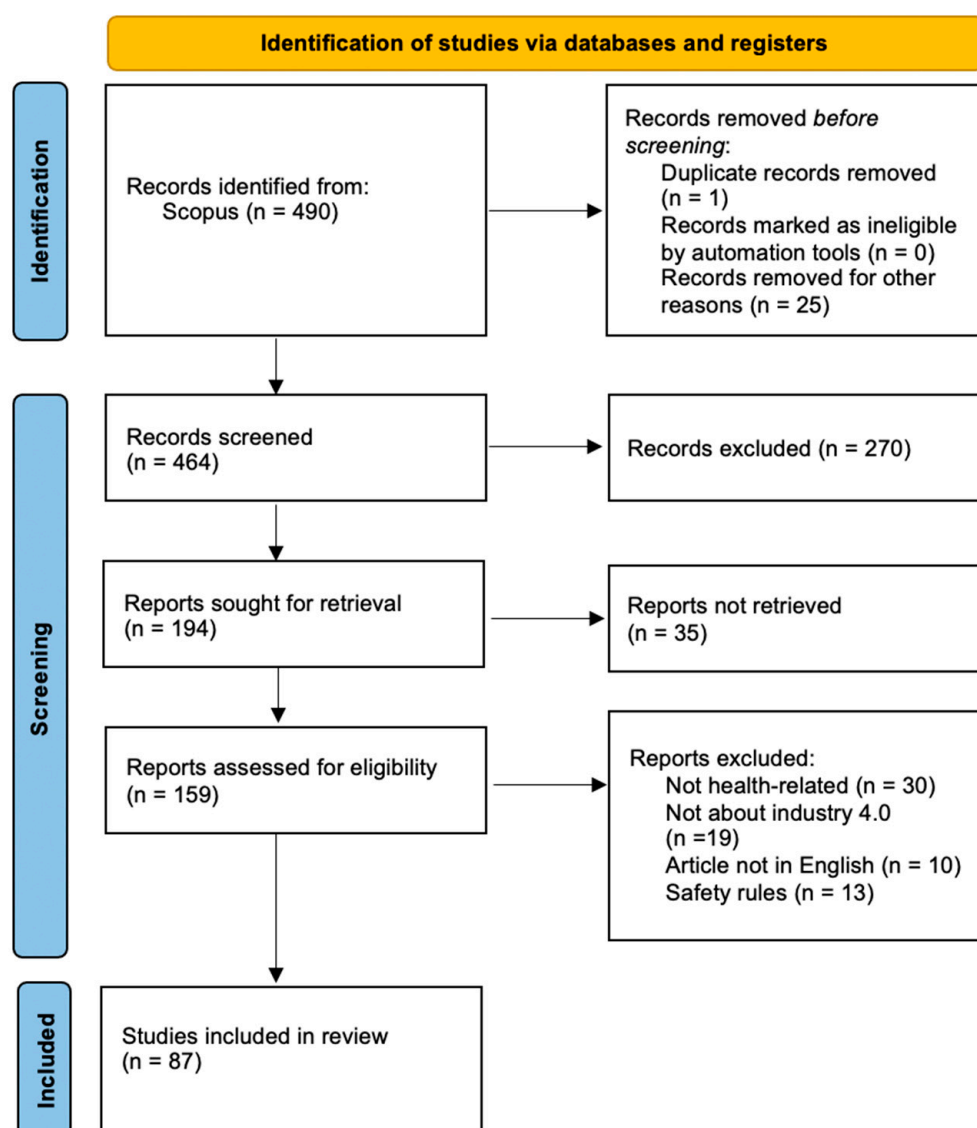 Identification of studies via databases and registers
Identification
Records identified from:
Scopus (n = 490)
Records removed before
screening:
Duplicate records removed
(n = 1)
Records marked as ineligible
by automation tools (n = 0)
Records removed for other
reasons (n = 25)
Screening
Records screened
(n = 464)
Records excluded (n = 270)
Reports sought for retrieval
(n = 194)
Reports not retrieved
(n = 35)
Reports assessed for eligibility
(n = 159)
Reports excluded:
Not health-related (n = 30)
Not about industry 4.0
(n =19)
Article not in English (n = 10)
Safety rules (n = 13)
Included
Studies included in review
(n = 87)